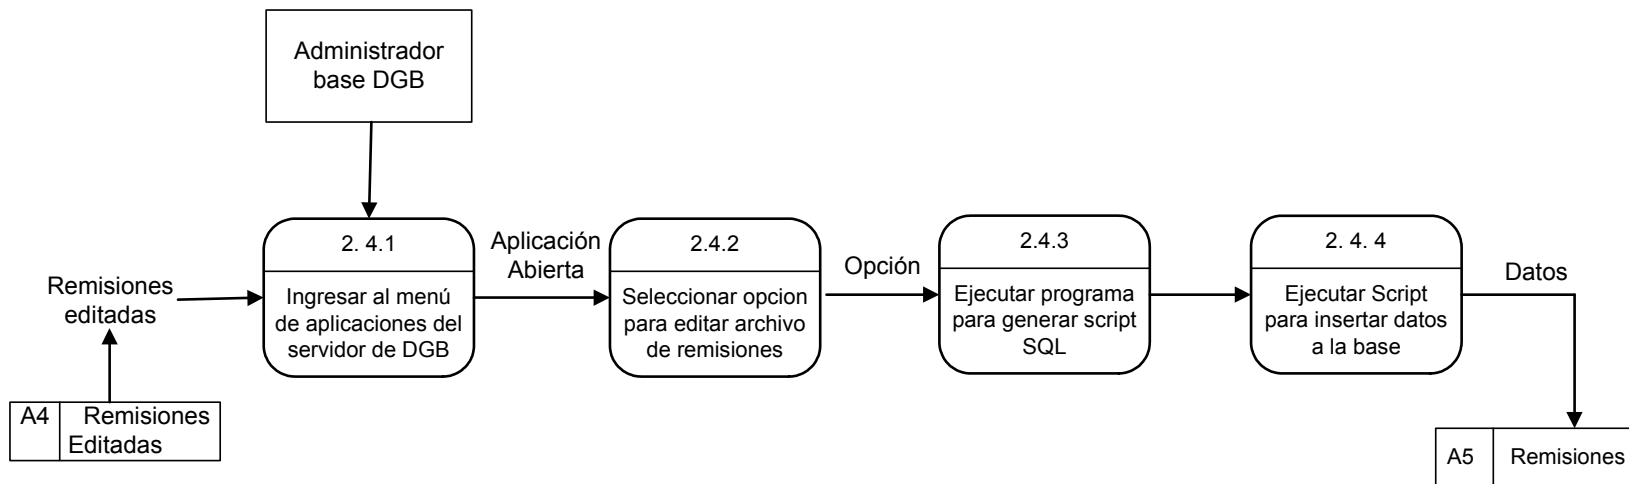 Administrador
base DGB
2. 4.1
Ingresar al menú
de aplicaciones del
servidor de DGB
Aplicación
Abierta
2.4.2
Seleccionar opcion
para editar archivo
de remisiones
Opción
2.4.3
Ejecutar programa
para generar script
SQL
2. 4. 4
Ejecutar Script
para insertar datos
a la base
Datos
Remisiones
editadas
A4 Remisiones
Editadas
A5 Remisiones